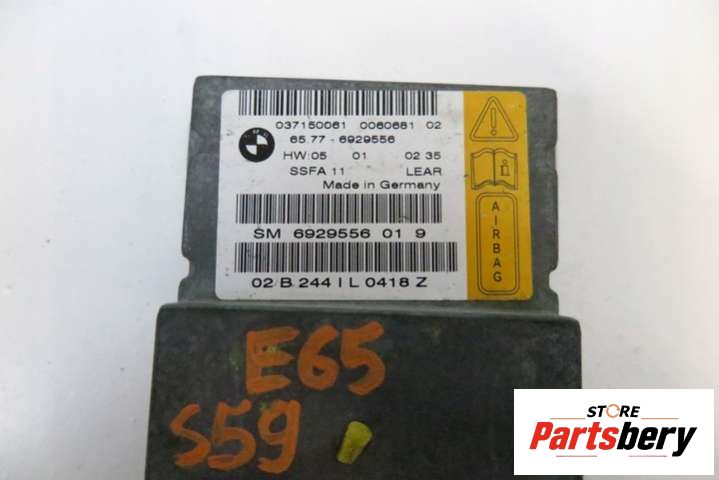 037150061 0060681 02
BMW
65.77 - 6929556
HW:05 01 02 35
SSFA 11 LEAR
Made in Germany
SM 6929556 01 9
02 B 244 I L 0418 Z
AIRBAG
E65
S59
STORE
Partsbery